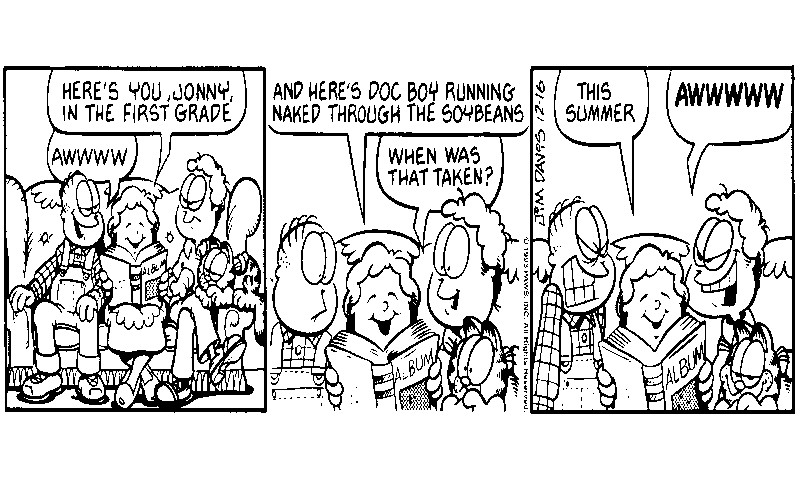 HERE'S YOU, JONNY,
IN THE FIRST GRADE
AWWWW
ALBUM
AND HERE'S DOC BOY RUNNING
NAKED THROUGH THE SOYBEANS
WHEN WAS
THAT TAKEN?
ALBUM
JIM DAVIS 12-16
THIS
SUMMER
AWWWWW
ALBUM